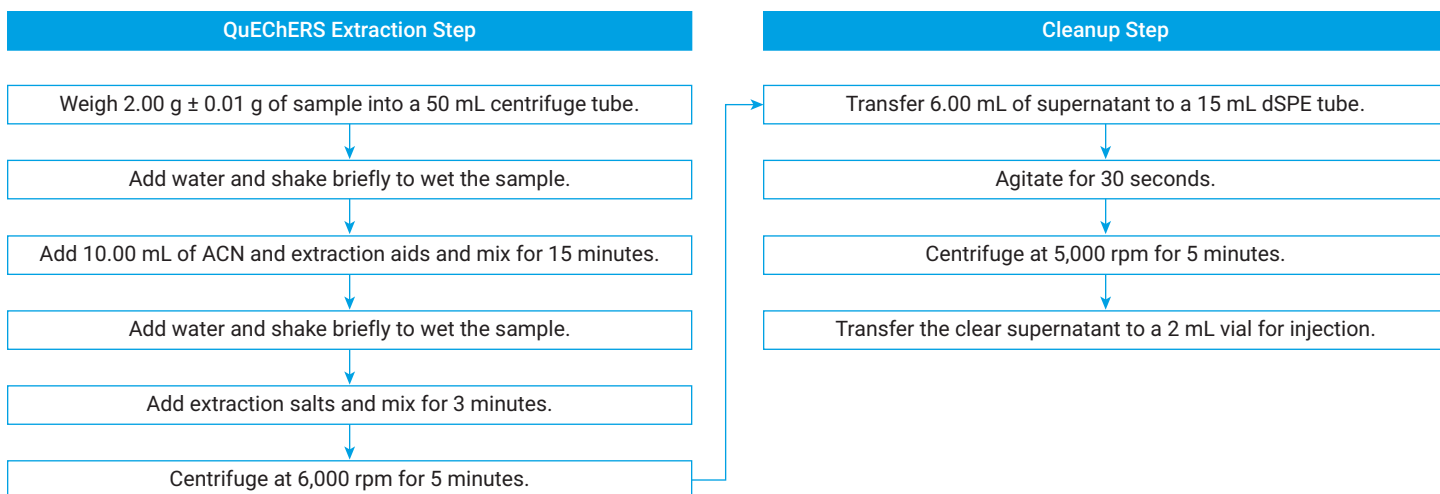 QuEChERS Extraction Step
Weigh 2.00 g ± 0.01 g of sample into a 50 mL centrifuge tube.
Add water and shake briefly to wet the sample.
Add 10.00 mL of ACN and extraction aids and mix for 15 minutes.
Add water and shake briefly to wet the sample.
Add extraction salts and mix for 3 minutes.
Centrifuge at 6,000 rpm for 5 minutes.
Cleanup Step
Transfer 6.00 mL of supernatant to a 15 mL dSPE tube.
Agitate for 30 seconds.
Centrifuge at 5,000 rpm for 5 minutes.
Transfer the clear supernatant to a 2 mL vial for injection.